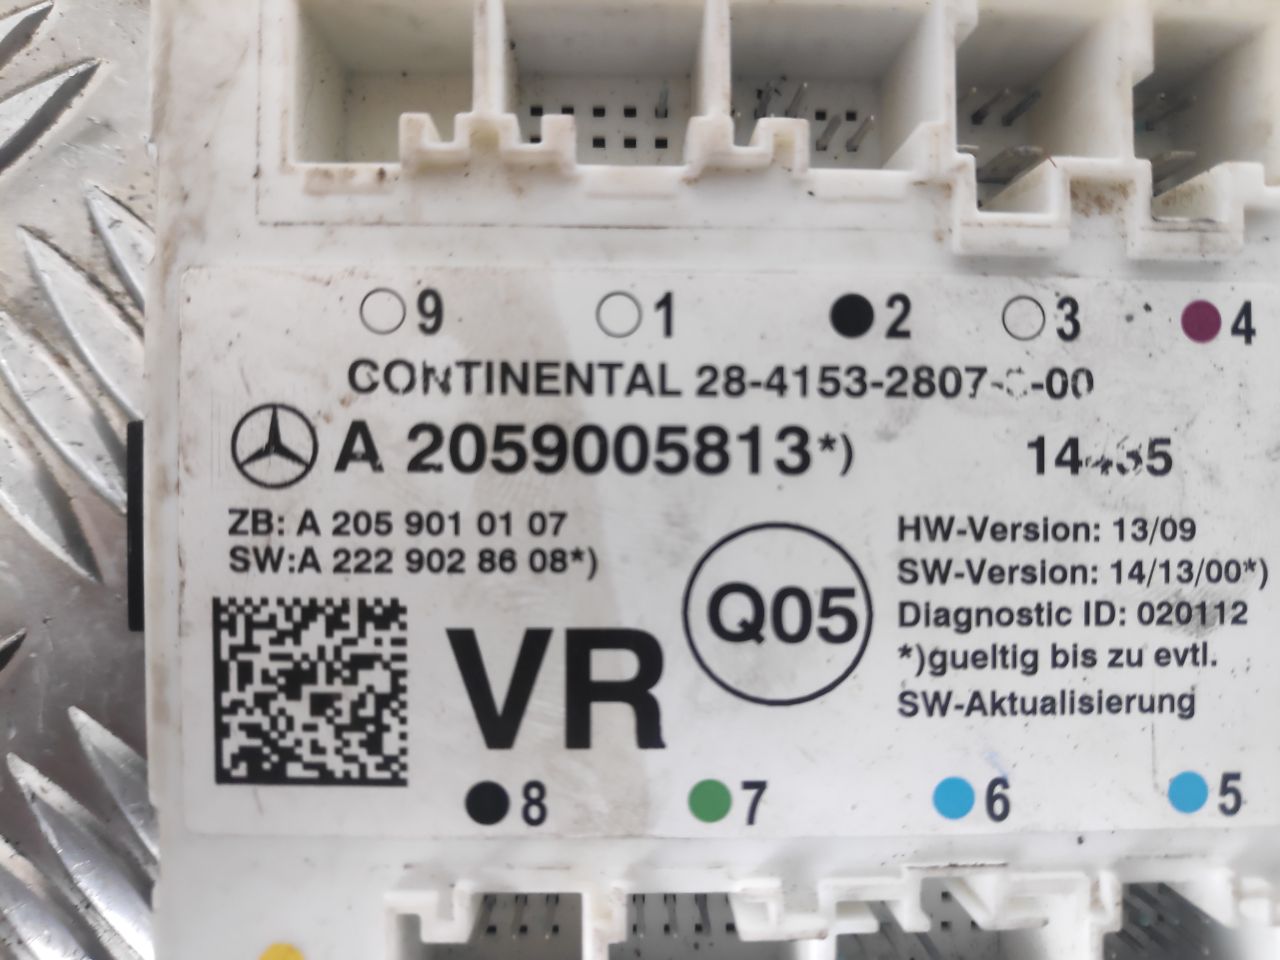 9 1 2 3 4
CONTINENTAL 28-4153-2807- -00
A 2059005813*)
ZB: A 205 901 01 07
SW:A 222 902 86 08*)
HW-Version: 13/09
SW-Version: 14/13/00*)
Diagnostic ID: 020112
*)gueltig bis zu evtl.
SW-Aktualisierung
Q05
VR
8 7 6 5